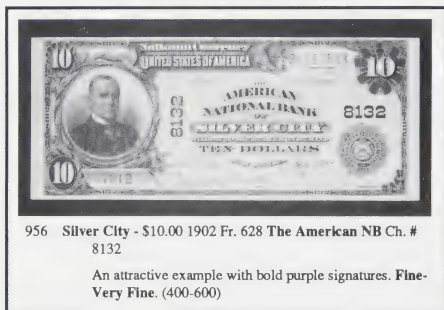 10
National Currency
UNITED STATES OF AMERICA
10
THE
AMERICAN
NATIONAL BANK
OF
8132
8132
SILVER CITY
TEN DOLLARS
10
956 Silver City - $10.00 1902 Fr. 628 The American NB Ch. #
8132
An attractive example with bold purple signatures. Fine-
Very Fine. (400-600)